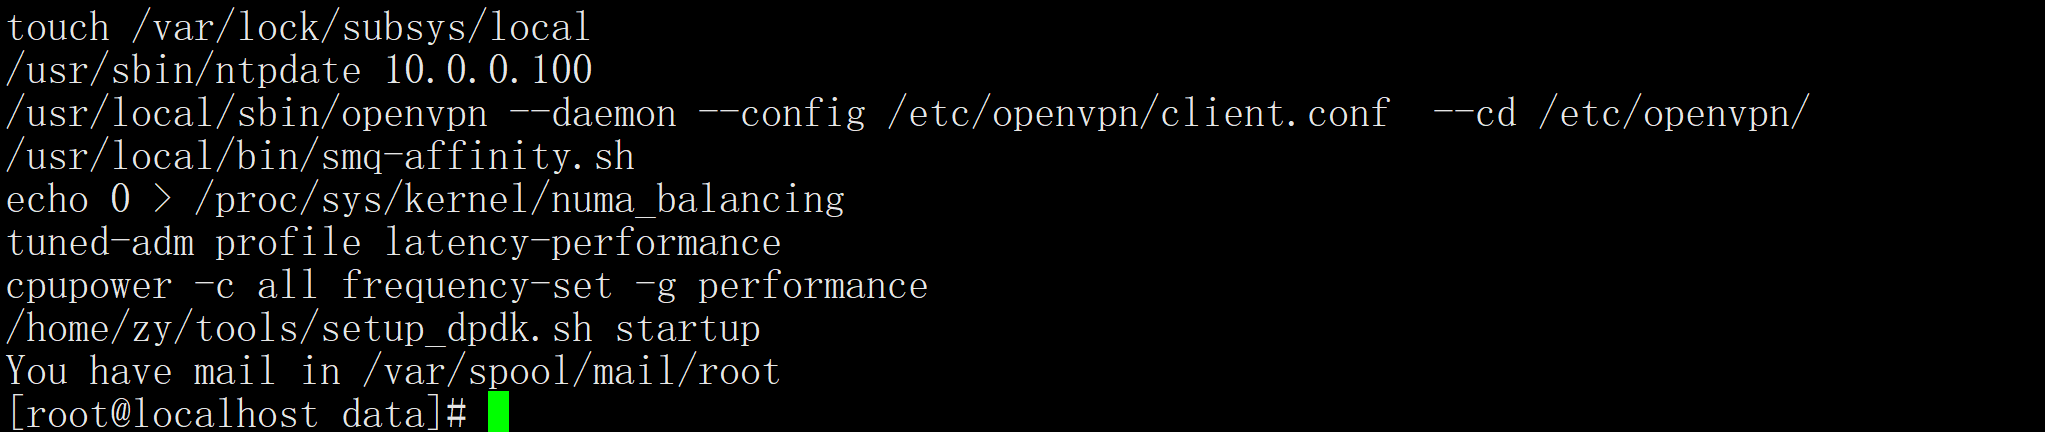 touch /var/lock/subsys/local
/usr/sbin/ntpdate 10.0.0.100
/usr/local/sbin/openvpn --daemon --config /etc/openvpn/client.conf  --cd /etc/openvpn/
/usr/local/bin/smq-affinity.sh
echo 0 > /proc/sys/kernel/numa_balancing
tuned-adm profile latency-performance
cpupower -c all frequency-set -g performance
/home/zy/tools/setup_dpdk.sh startup
You have mail in /var/spool/mail/root
[root@localhost data]#